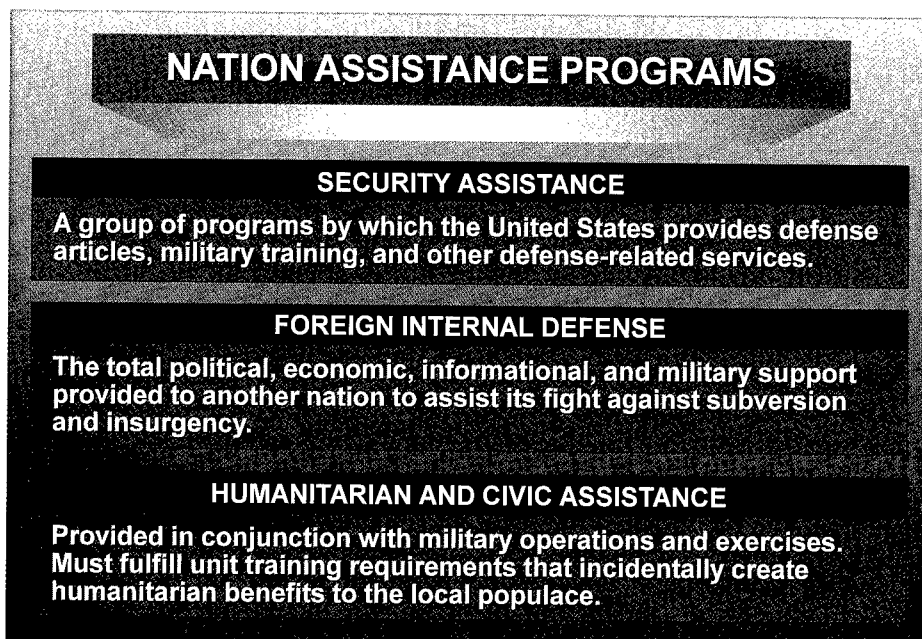 NATION ASSISTANCE PROGRAMS
SECURITY ASSISTANCE
A group of programs by which the United States provides defense
articles, military training, and other defense-related services.
FOREIGN INTERNAL DEFENSE
The total political, economic, informational, and military support
provided to another nation to assist its fight against subversion
and insurgency.
HUMANITARIAN AND CIVIC ASSISTANCE
Provided in conjunction with military operations and exercises.
Must fulfill unit training requirements that incidentally create
humanitarian benefits to the local populace.